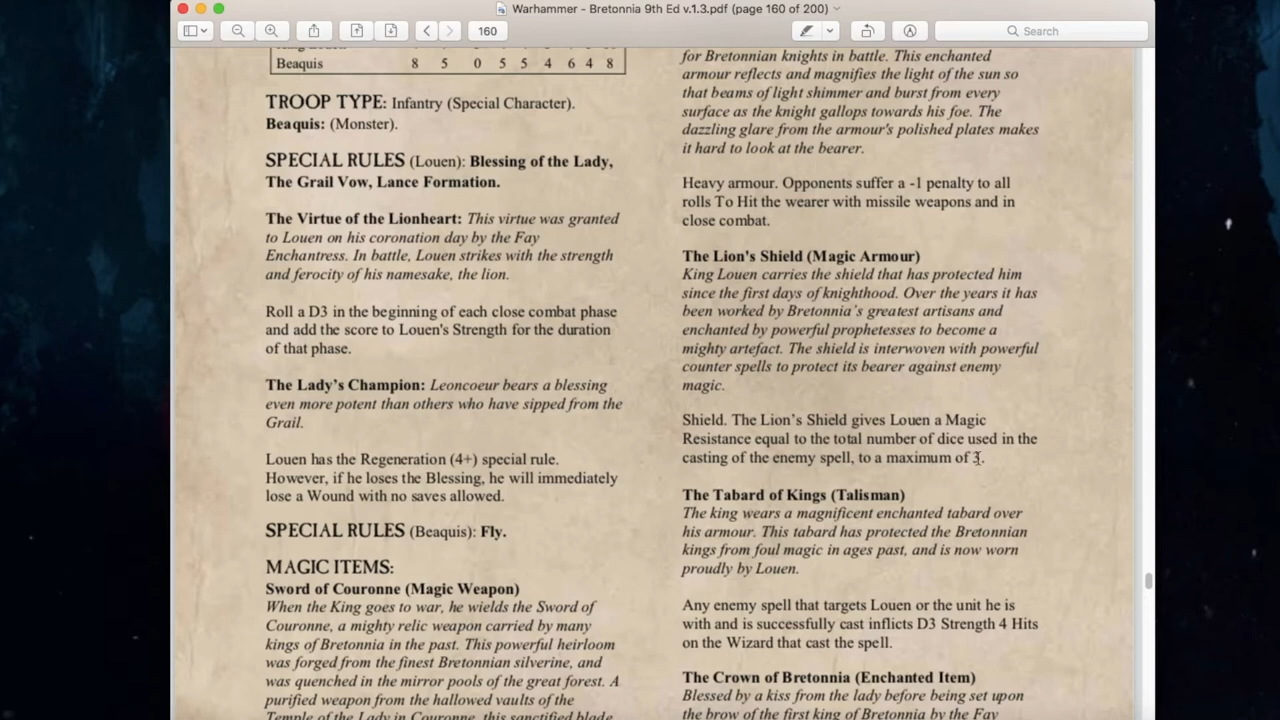 Warhammer - Bretonnia 9th Ed v.1.3.pdf (page 160 of 200)
160
Search
Beaquis 8 5 0 5 5 4 6 4 8
TROOP TYPE: Infantry (Special Character).
Beaquis: (Monster).
SPECIAL RULES (Louen): Blessing of the Lady,
The Grail Vow, Lance Formation.
The Virtue of the Lionheart: This virtue was granted
to Louen on his coronation day by the Fay
Enchantress. In battle, Louen strikes with the strength
and ferocity of his namesake, the lion.
Roll a D3 in the beginning of each close combat phase
and add the score to Louen's Strength for the duration
of that phase.
The Lady's Champion: Leoncoeur bears a blessing
even more potent than others who have sipped from the
Grail.
Louen has the Regeneration (4+) special rule.
However, if he loses the Blessing, he will immediately
lose a Wound with no saves allowed.
SPECIAL RULES (Beaquis): Fly.
MAGIC ITEMS:
Sword of Couronne (Magic Weapon)
When the King goes to war, he wields the Sword of
Couronne, a mighty relic weapon carried by many
kings of Bretonnia in the past. This powerful heirloom
was forged from the finest Bretonnian silverine, and
was quenched in the mirror pools of the great forest. A
purified weapon from the hallowed vaults of the
Temple of the Lady in Couronne, this sanctified blade
for Bretonnian knights in battle. This enchanted
armour reflects and magnifies the light of the sun so
that beams of light shimmer and burst from every
surface as the knight gallops towards his foe. The
dazzling glare from the armour's polished plates makes
it hard to look at the bearer.
Heavy armour. Opponents suffer a -1 penalty to all
rolls To Hit the wearer with missile weapons and in
close combat.
The Lion's Shield (Magic Armour)
King Louen carries the shield that has protected him
since the first days of knighthood. Over the years it has
been worked by Bretonnia's greatest artisans and
enchanted by powerful prophetesses to become a
mighty artefact. The shield is interwoven with powerful
counter spells to protect its bearer against enemy
magic.
Shield. The Lion's Shield gives Louen a Magic
Resistance equal to the total number of dice used in the
casting of the enemy spell, to a maximum of 3.
The Tabard of Kings (Talisman)
The king wears a magnificent enchanted tabard over
his armour. This tabard has protected the Bretonnian
kings from foul magic in ages past, and is now worn
proudly by Louen.
Any enemy spell that targets Louen or the unit he is
with and is successfully cast inflicts D3 Strength 4 Hits
on the Wizard that cast the spell.
The Crown of Bretonnia (Enchanted Item)
Blessed by a kiss from the lady before being set upon
the brow of the first king of Bretonnia by the Fay